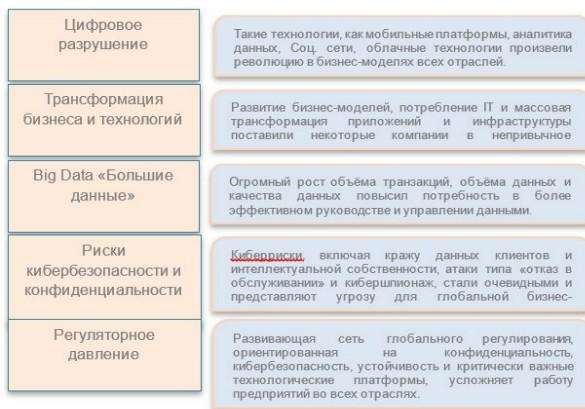 Цифровое
разрушение
Такие технологии, как мобильные платформы, аналитика
данных, Соц. сети, облачные технологии произвели
революцию в бизнес-моделях всех отраслей.
Трансформация
бизнеса и технологий
Развитие бизнес-моделей, потребление IT и массовая
трансформация приложений и инфраструктуры
поставили некоторые компании в непривычное
Big Data «Большие
данные»
Огромный рост объёма транзакций, объёма данных и
качества данных повысил потребность в более
эффективном руководстве и управлении данными.
Риски
кибербезопасности и
конфиденциальности
Киберриски, включая кражу данных клиентов и
интеллектуальной собственности, атаки типа «отказ в
обслуживании» и кибершпионаж, стали очевидными и
представляют угрозу для глобальной бизнес-
Регуляторное
давление
Развивающая сеть глобального регулирования,
ориентированная на конфиденциальность,
кибербезопасность, устойчивость и критически важные
технологические платформы, усложняет работу
предприятий во всех отраслях.